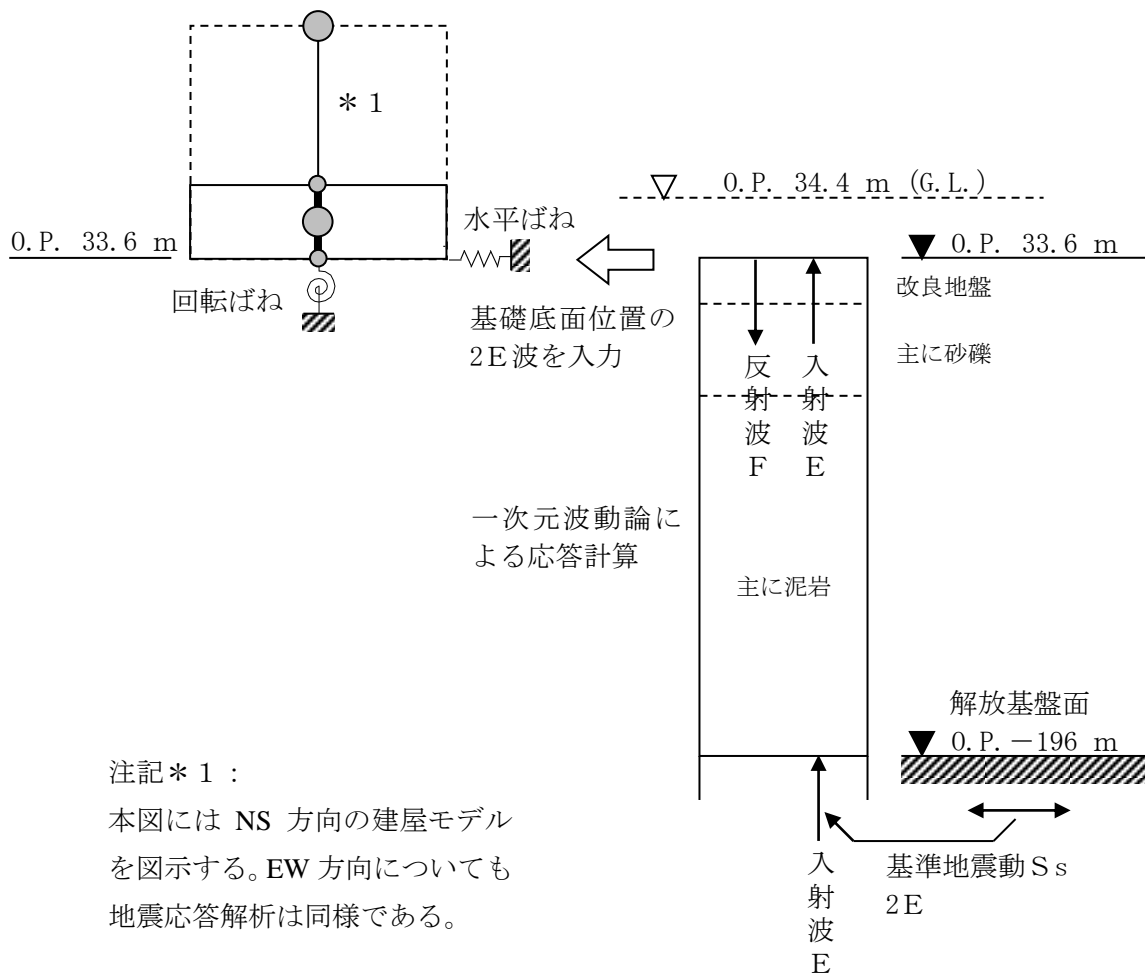 ＊1
O.P. 34.4 m (G.L.)
水平ばね
O.P. 33.6 m
O.P. 33.6 m
改良地盤
回転ばね
基礎底面位置の
2E波を入力
主に砂礫
反射波F
入射波E
一次元波動論に
よる応答計算
主に泥岩
解放基盤面
O.P.－196 m
注記＊1：
本図には NS 方向の建屋モデル
を図示する。EW 方向についても
地震応答解析は同様である。
入射波E
基準地震動Ｓｓ
2E